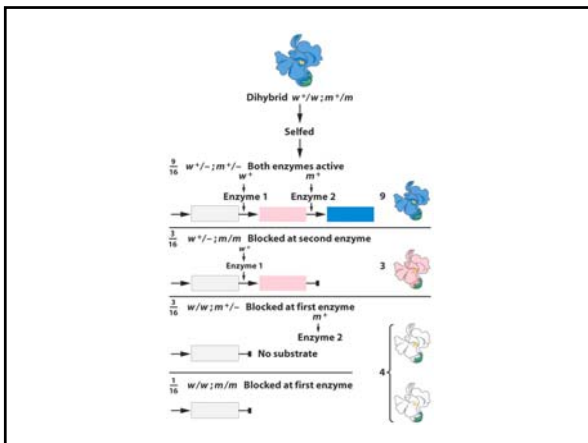 Dihybrid w⁺/w ; m⁺/m
Selfed
9/16 w⁺/– ; m⁺/– Both enzymes active
w⁺ m⁺
Enzyme 1 Enzyme 2
9
3/16 w⁺/– ; m/m Blocked at second enzyme
w⁺
Enzyme 1
3
3/16 w/w ; m⁺/– Blocked at first enzyme
m⁺
Enzyme 2
No substrate
4
1/16 w/w ; m/m Blocked at first enzyme